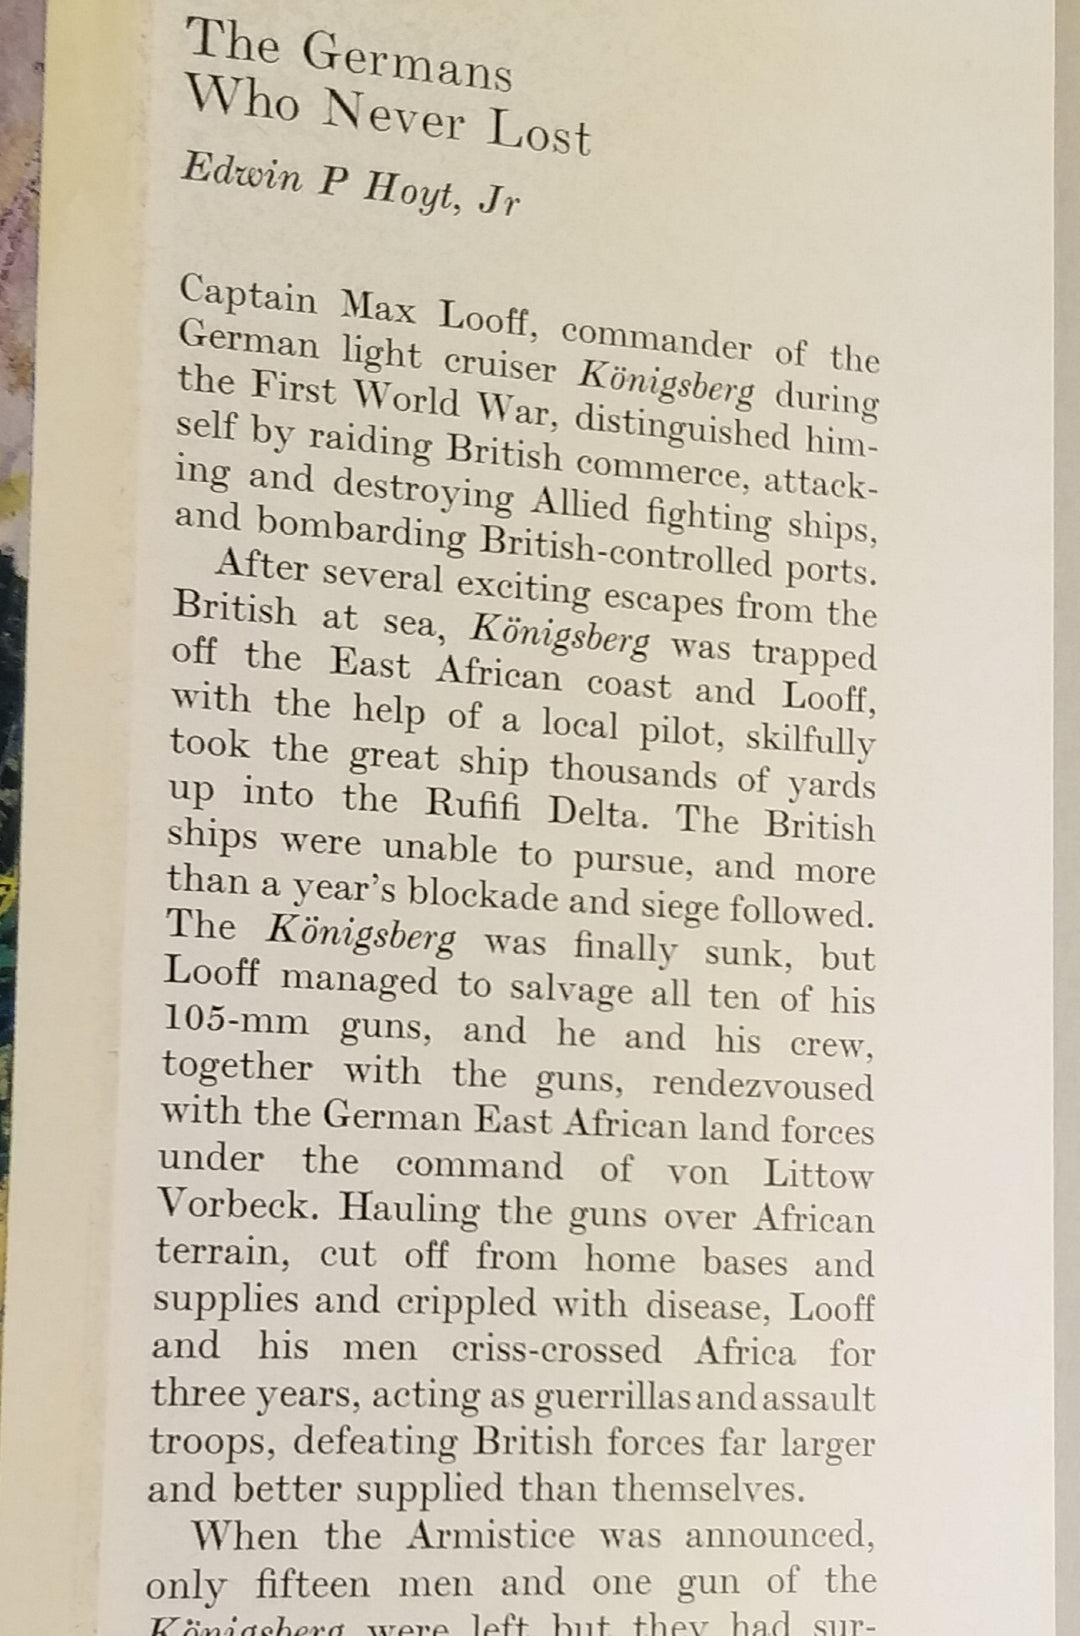 The Germans
Who Never Lost
Edwin P Hoyt, Jr
Captain Max Looff, commander of the
German light cruiser Königsberg during
the First World War, distinguished him-
self by raiding British commerce, attack-
ing and destroying Allied fighting ships,
and bombarding British-controlled ports.
After several exciting escapes from the
British at sea, Königsberg was trapped
off the East African coast and Looff,
with the help of a local pilot, skilfully
took the great ship thousands of yards
up into the Rufifi Delta. The British
ships were unable to pursue, and more
than a year's blockade and siege followed.
The Königsberg was finally sunk, but
Looff managed to salvage all ten of his
105-mm guns, and he and his crew,
together with the guns, rendezvoused
with the German East African land forces
under the command of von Littow
Vorbeck. Hauling the guns over African
terrain, cut off from home bases and
supplies and crippled with disease, Looff
and his men criss-crossed Africa for
three years, acting as guerrillas and assault
troops, defeating British forces far larger
and better supplied than themselves.
When the Armistice was announced,
only fifteen men and one gun of the
Königsberg were left but they had sur-